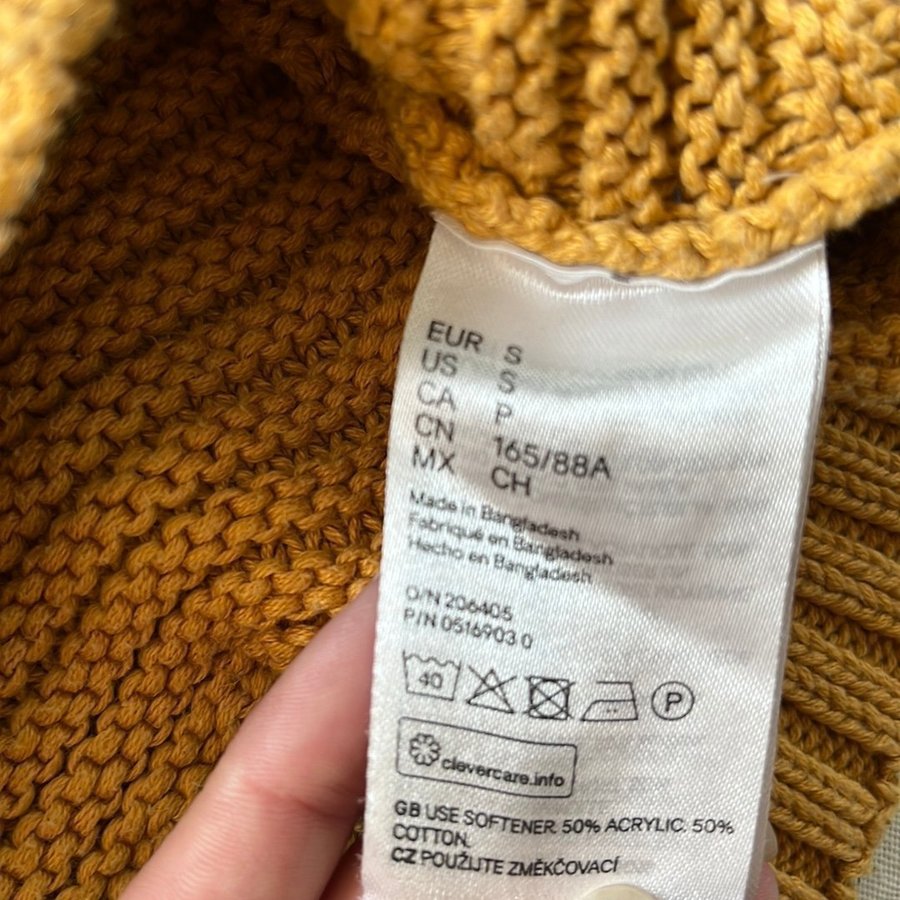 EUR S
US S
CA P
CN 165/88A
MX CH
Made in Bangladesh
Fabriqué en Bangladesh
Hecho en Bangladesh
O/N 206405
P/N 0516903 0
40 P
clevercare.info
GB USE SOFTENER. 50% ACRYLIC. 50%
COTTON.
CZ POUŽIJTE ZMĚKČOVACÍ